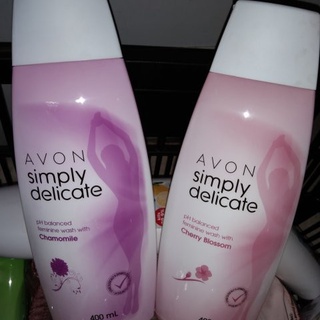 AVON
simply
delicate
pH balanced
feminine wash with
Chamomile
400 mL
AVON
simply
delicate
pH balanced
feminine wash with
Cherry Blossom